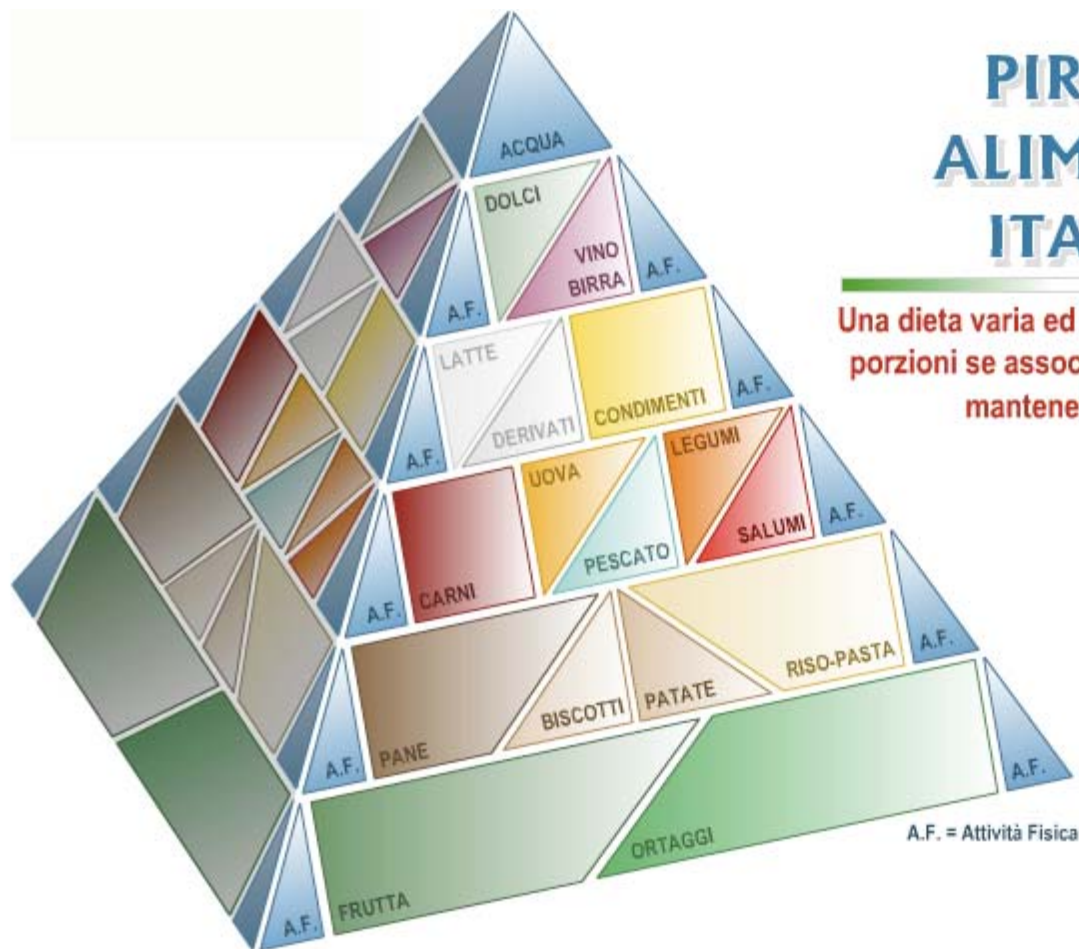 PIR
ALIM
ITA
Una dieta varia ed
porzioni se assoc
mantene
ACQUA
DOLCI
VINO
BIRRA
A.F.
A.F.
LATTE
DERIVATI
CONDIMENTI
A.F.
A.F.
CARNI
UOVA
PESCATO
LEGUMI
SALUMI
A.F.
A.F.
PANE
BISCOTTI
PATATE
RISO-PASTA
A.F.
A.F.
FRUTTA
ORTAGGI
A.F.
A.F.
A.F. = Attività Fisica